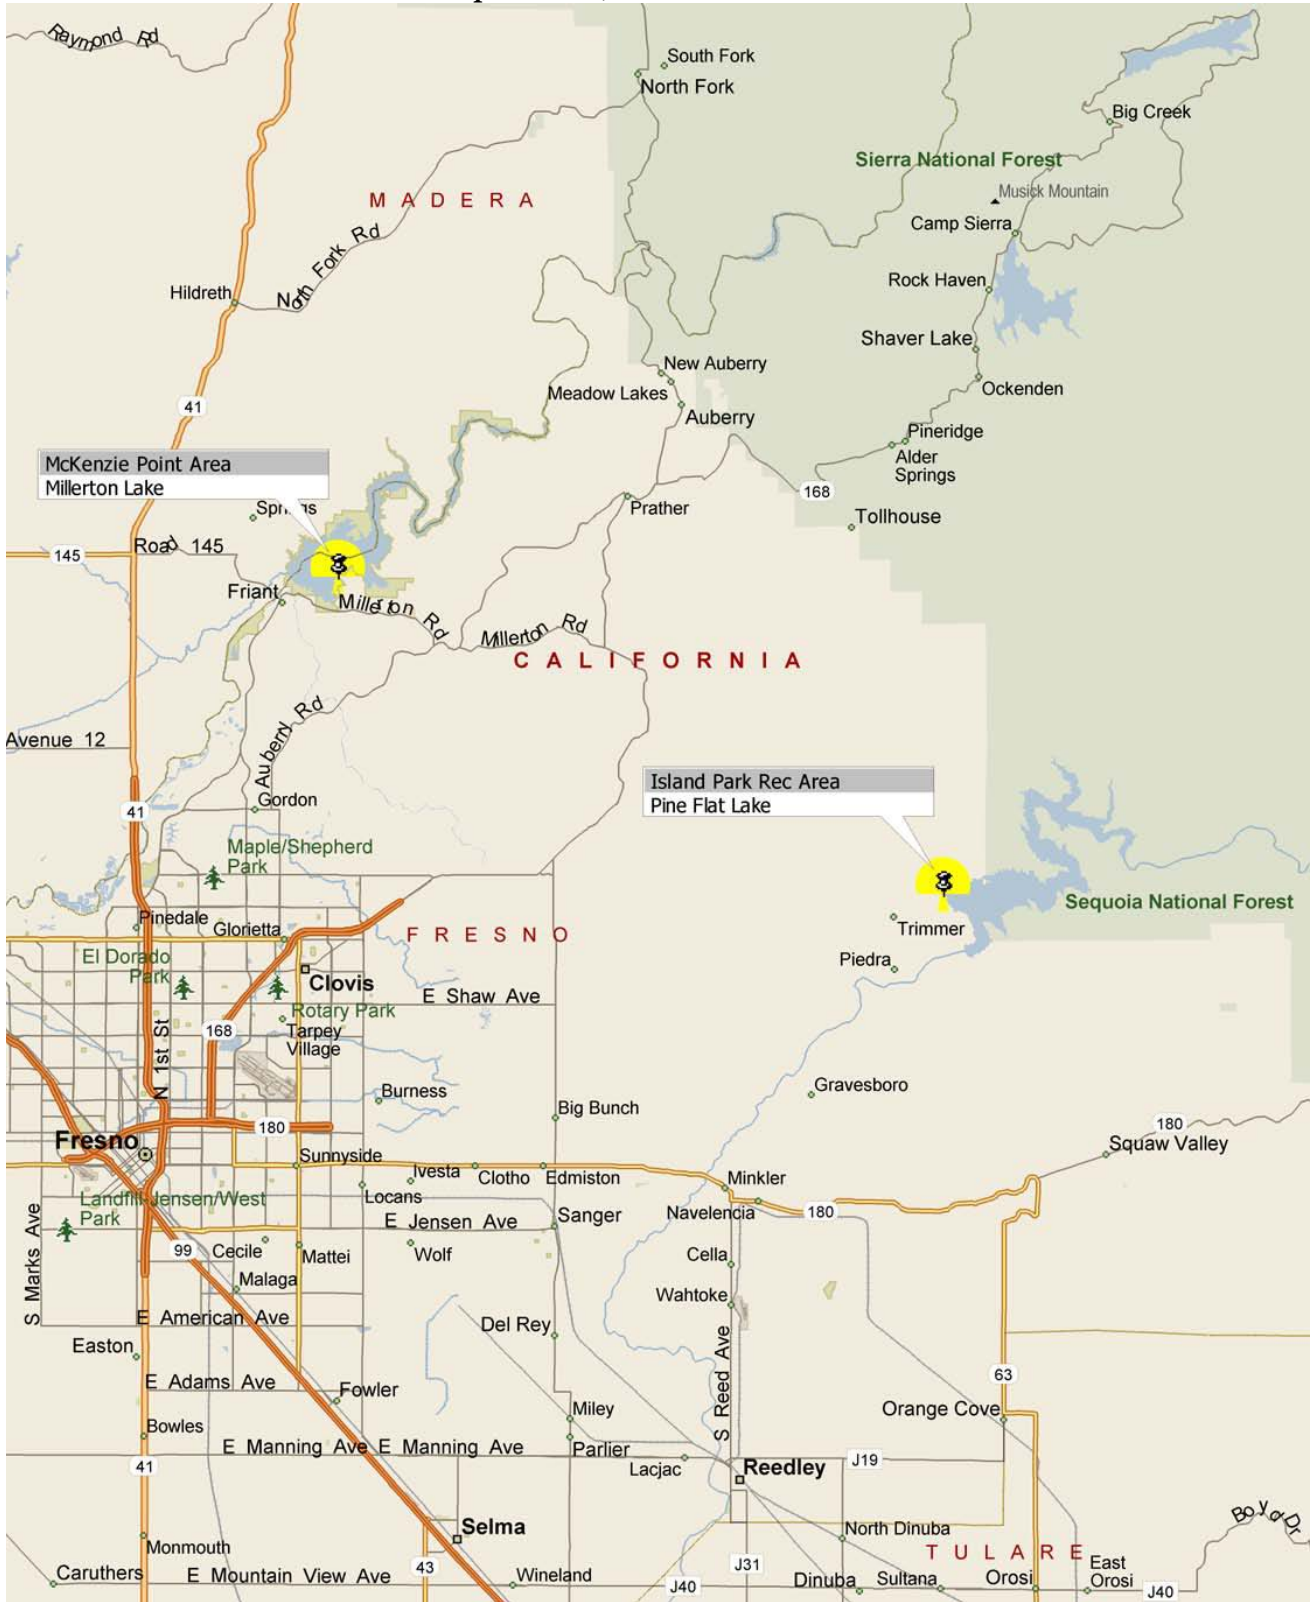 Raymond Rd
South Fork
North Fork
Big Creek
Sierra National Forest
Musick Mountain
MADERA
Camp Sierra
North Fork Rd
Rock Haven
Hildreth
Shaver Lake
New Auberry
Meadow Lakes
Ockenden
41
Auberry
Pineridge
Alder
Springs
McKenzie Point Area
Millerton Lake
168
Springs
Prather
Tollhouse
145
Road 145
Friant
Millerton Rd
Millerton Rd
CALIFORNIA
Auberry Rd
Avenue 12
Island Park Rec Area
Pine Flat Lake
Gordon
41
Maple/Shepherd
Park
Sequoia National Forest
Pinedale
Glorietta
FRESNO
Trimmer
El Dorado
Park
Piedra
Clovis
E Shaw Ave
Rotary Park
168
Tarpey
Village
N 1st St
Burness
Gravesboro
Big Bunch
180
180
Fresno
Squaw Valley
Sunnyside
Ivesta
Clotho
Edmiston
Minkler
Landfill-Jensen/West
Park
Locans
Navelencia
180
E Jensen Ave
Sanger
S Marks Ave
99
Cecile
Mattei
Wolf
Cella
Malaga
Wahtoke
E American Ave
Del Rey
Easton
S Reed Ave
63
E Adams Ave
Fowler
Miley
Orange Cove
Bowles
E Manning Ave
E Manning Ave
Parlier
41
Lacjac
Reedley
J19
Selma
Boyd Dr
Monmouth
North Dinuba
TULARE
Caruthers
E Mountain View Ave
43
Wineland
J40
J31
Dinuba
Sultana
Orosi
East
Orosi
J40